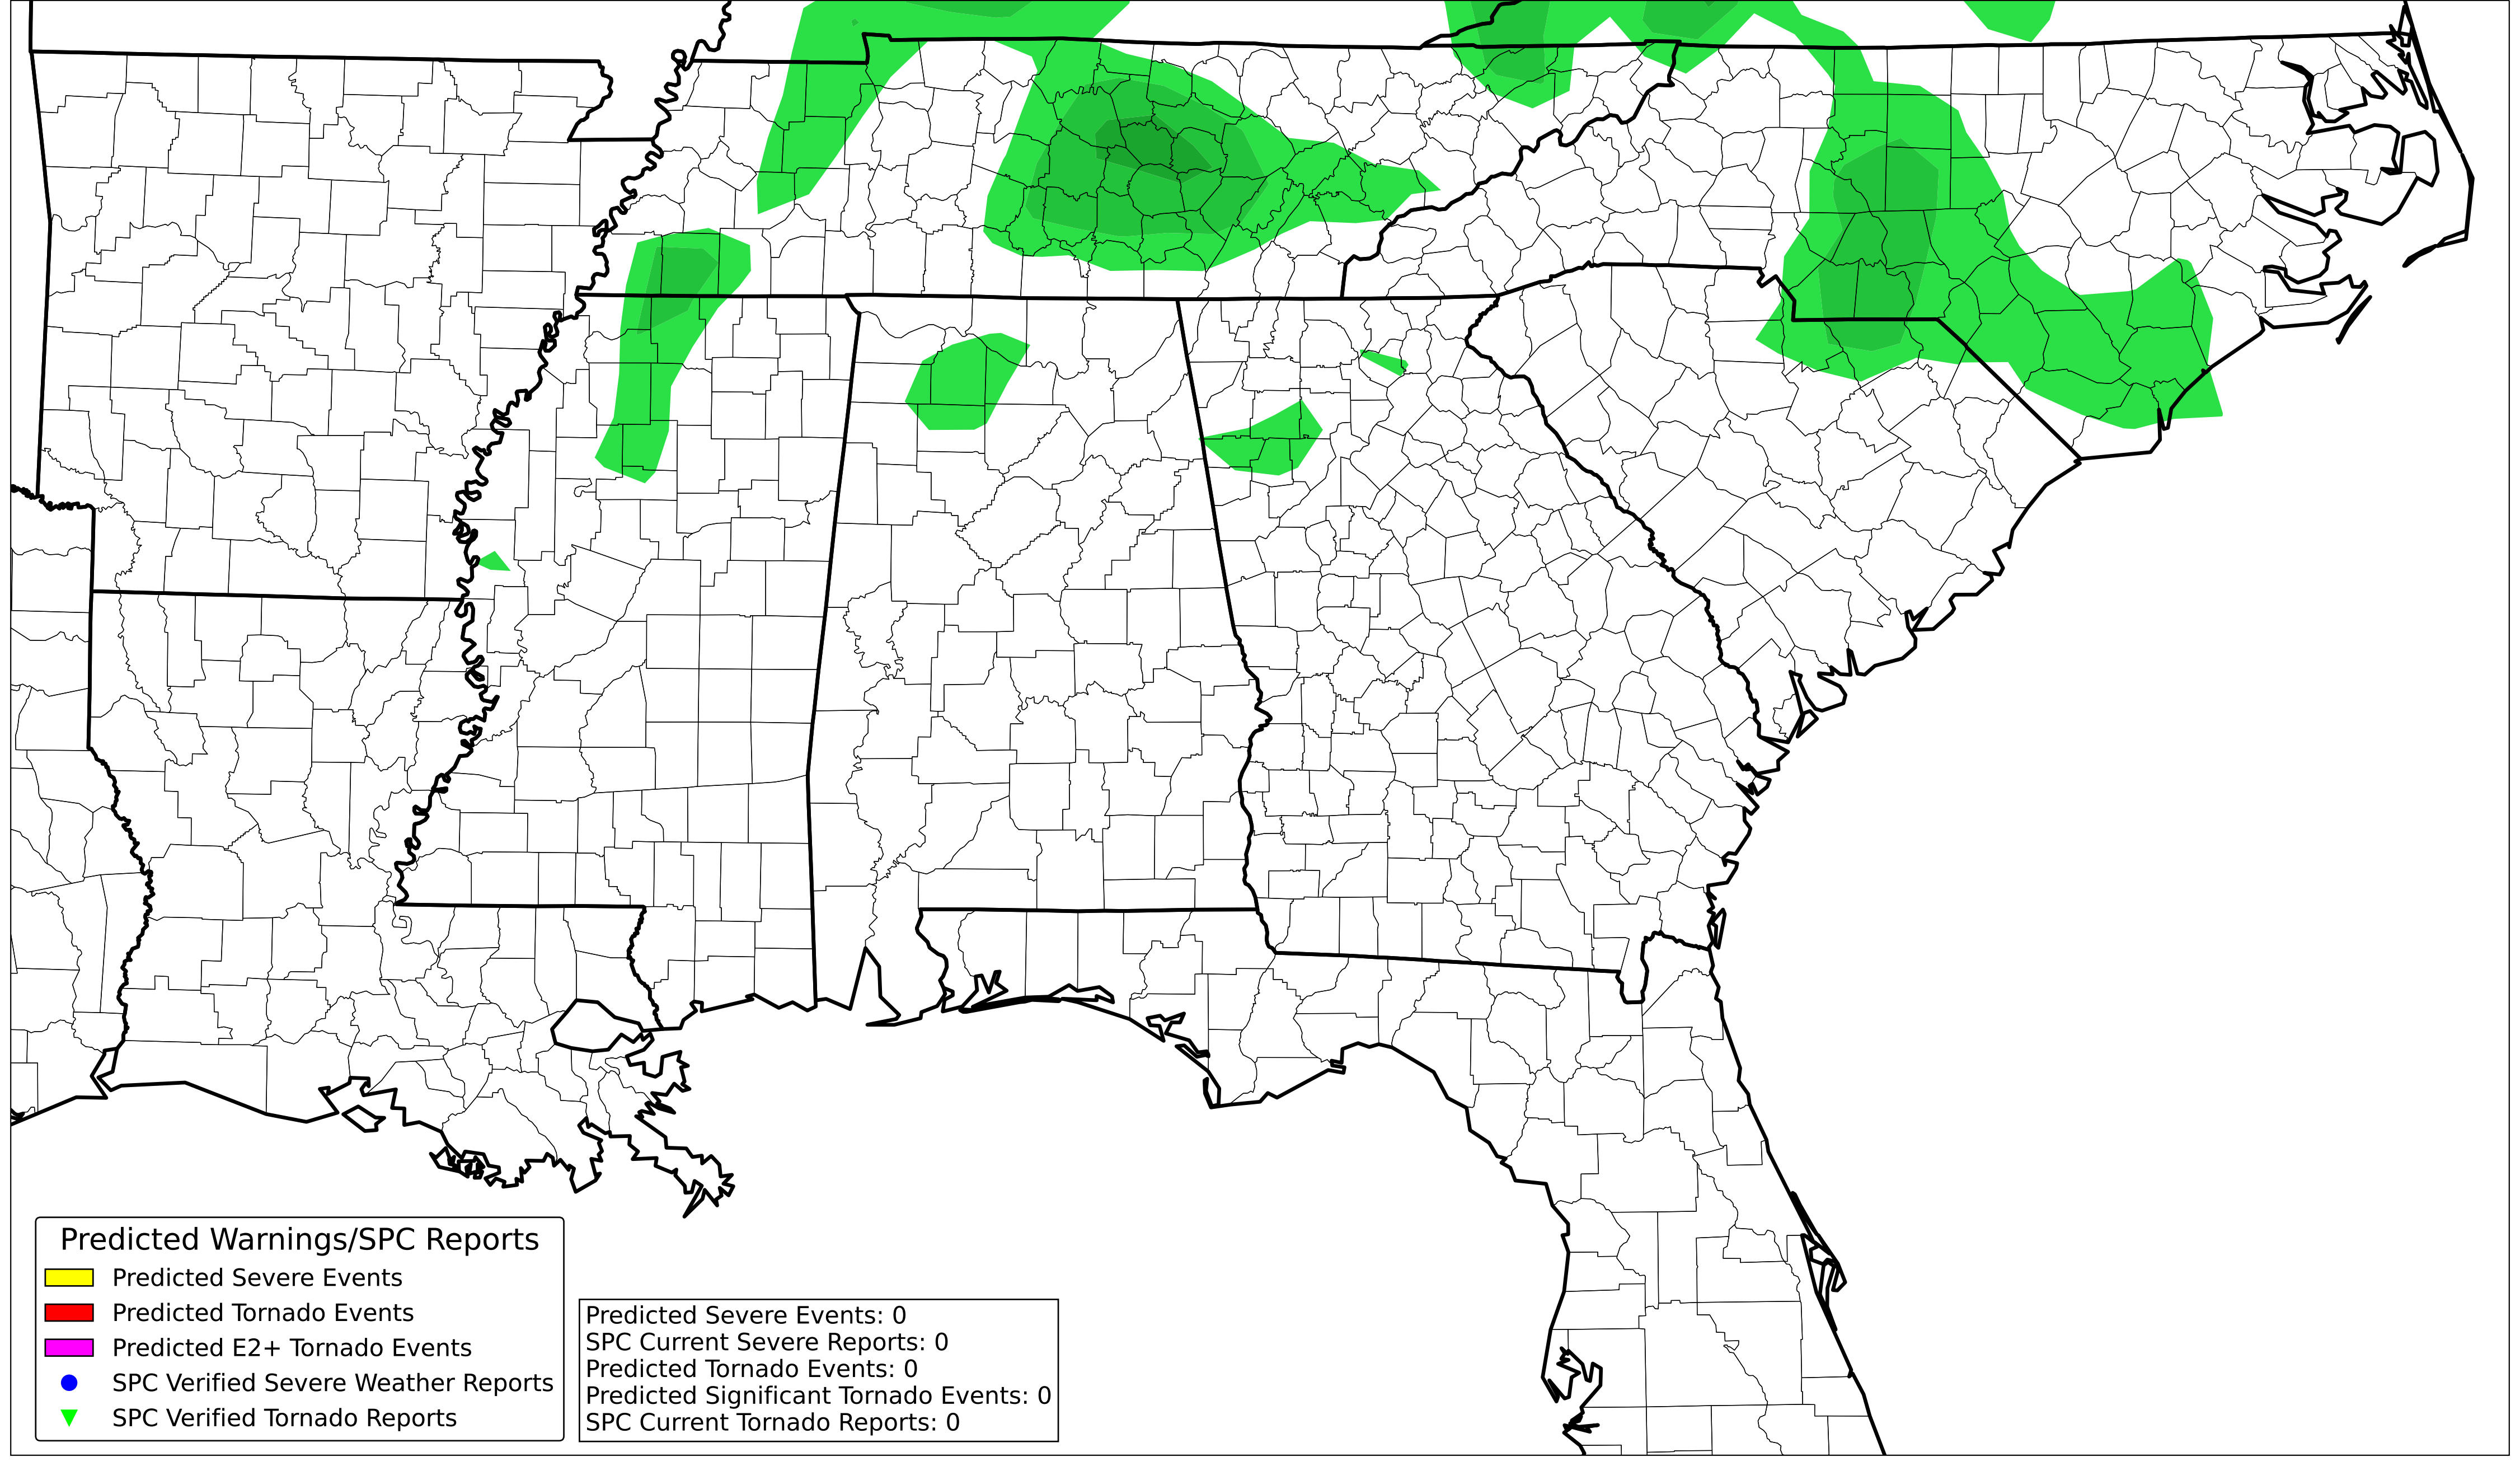 Predicted Warnings/SPC Reports
Predicted Severe Events
Predicted Tornado Events
Predicted E2+ Tornado Events
SPC Verified Severe Weather Reports
SPC Verified Tornado Reports
Predicted Severe Events: 0
SPC Current Severe Reports: 0
Predicted Tornado Events: 0
Predicted Significant Tornado Events: 0
SPC Current Tornado Reports: 0